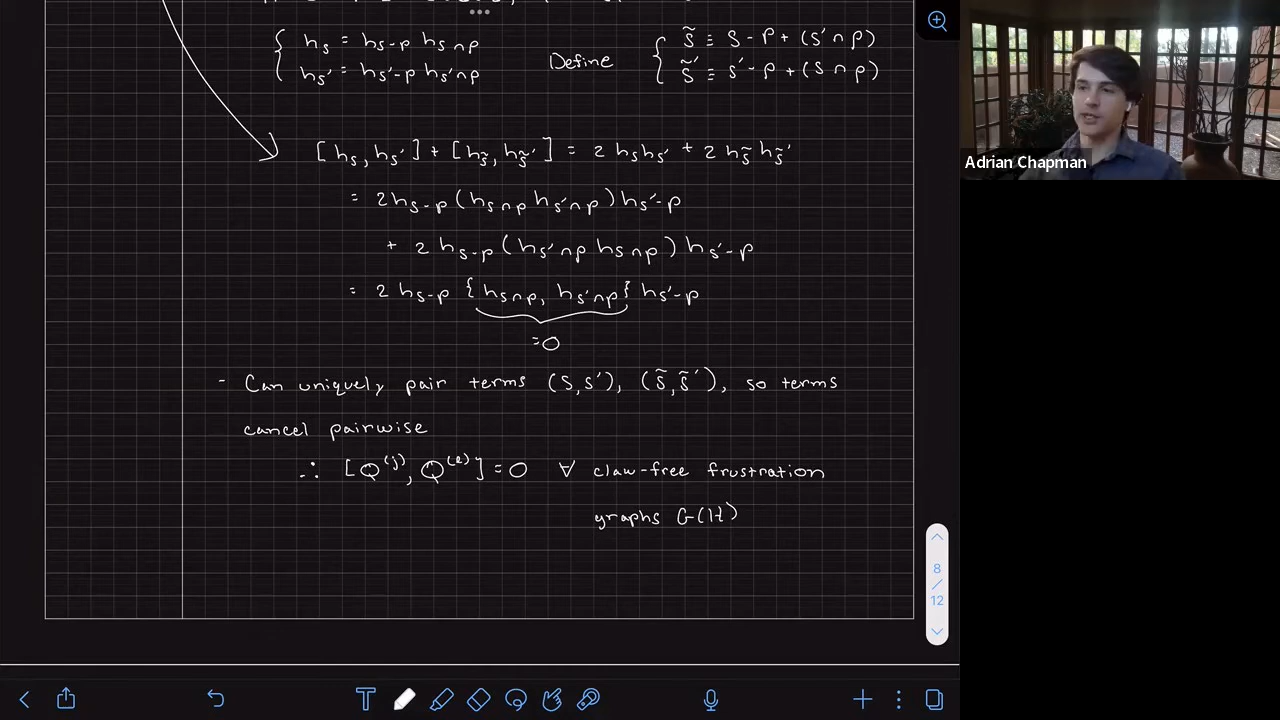 { h_S = h_{S-P} h_{S∩P}
h_{S'} = h_{S'-P} h_{S'∩P}
Define { S̃ ≡ S - P + (S' ∩ P)
S̃' ≡ S' - P + (S ∩ P)
[h_S, h_{S'}] + [h_{S̃}, h_{S̃'}] = 2 h_S h_{S'} + 2 h_{S̃} h_{S̃'}
= 2 h_{S-P} (h_{S∩P} h_{S'∩P}) h_{S'-P}
+ 2 h_{S-P} (h_{S'∩P} h_{S∩P}) h_{S'-P}
= 2 h_{S-P} {h_{S∩P}, h_{S'∩P}} h_{S'-P}
=0
- Can uniquely pair terms (S,S'), (S̃,S̃'), so terms
cancel pairwise
∴ [Q^(j), Q^(l)] = 0 ∀ claw-free frustration
graphs G(H)
8
/
12
T
Adrian Chapman